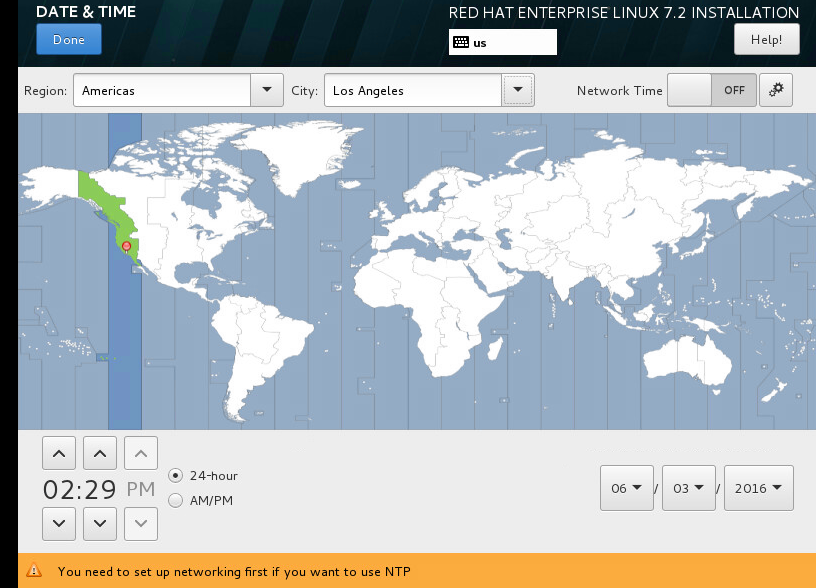 DATE & TIME
RED HAT ENTERPRISE LINUX 7.2 INSTALLATION
Done
us
Help!
Region:
Americas
City:
Los Angeles
Network Time
OFF
02:29 PM
24-hour
AM/PM
06 / 03 / 2016
You need to set up networking first if you want to use NTP